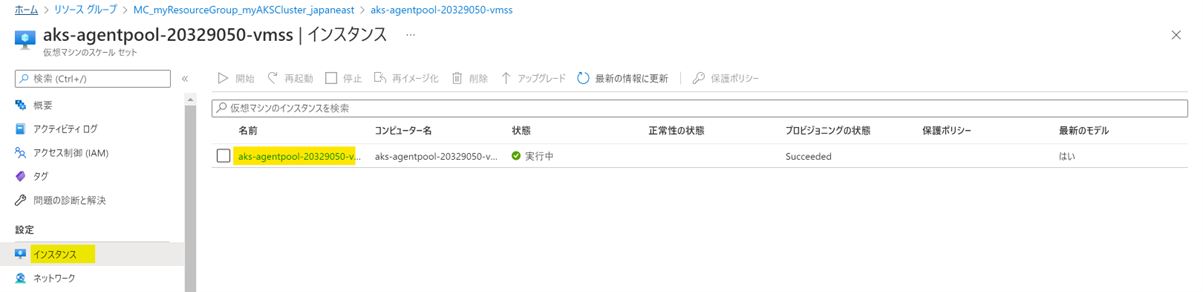 ホーム > リソース グループ > MC_myResourceGroup_myAKSCluster_japaneast > aks-agentpool-20329050-vmss
aks-agentpool-20329050-vmss | インスタンス ...
仮想マシンのスケール セット
検索 (Ctrl+/)
概要
アクティビティ ログ
アクセス制御 (IAM)
タグ
問題の診断と解決
設定
インスタンス
ネットワーク
開始 再起動 停止 再イメージ化 削除 アップグレード 最新の情報に更新 保護ポリシー
仮想マシンのインスタンスを検索
名前 コンピューター名 状態 正常性の状態 プロビジョニングの状態 保護ポリシー 最新のモデル
aks-agentpool-20329050-v... aks-agentpool-20329050-v... 実行中 Succeeded はい